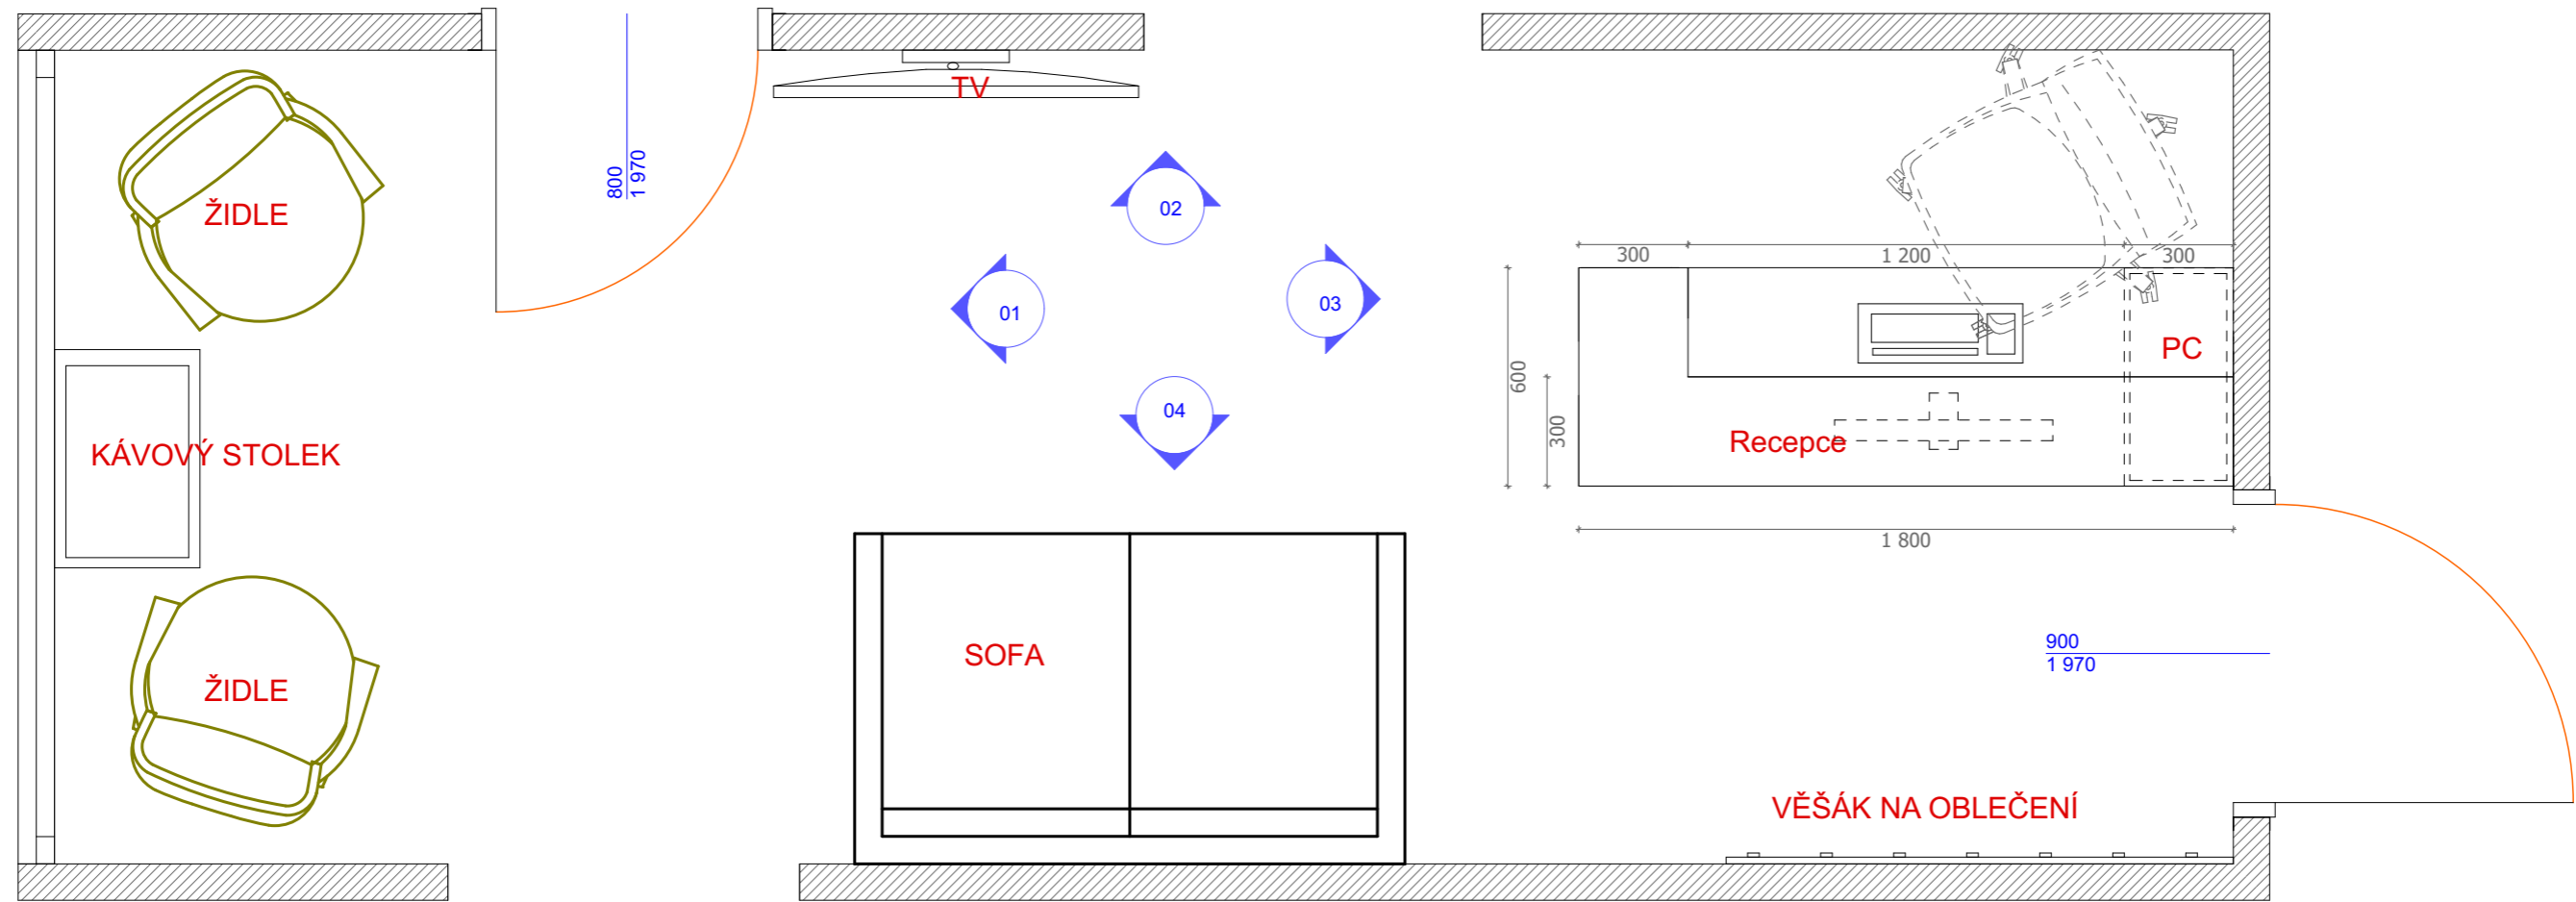 TV
800
1 970
ŽIDLE
02
01
03
04
300
1 200
300
PC
600
300
Recepce
1 800
KÁVOVÝ STOLEK
SOFA
ŽIDLE
900
1 970
VĚŠÁK NA OBLEČENÍ